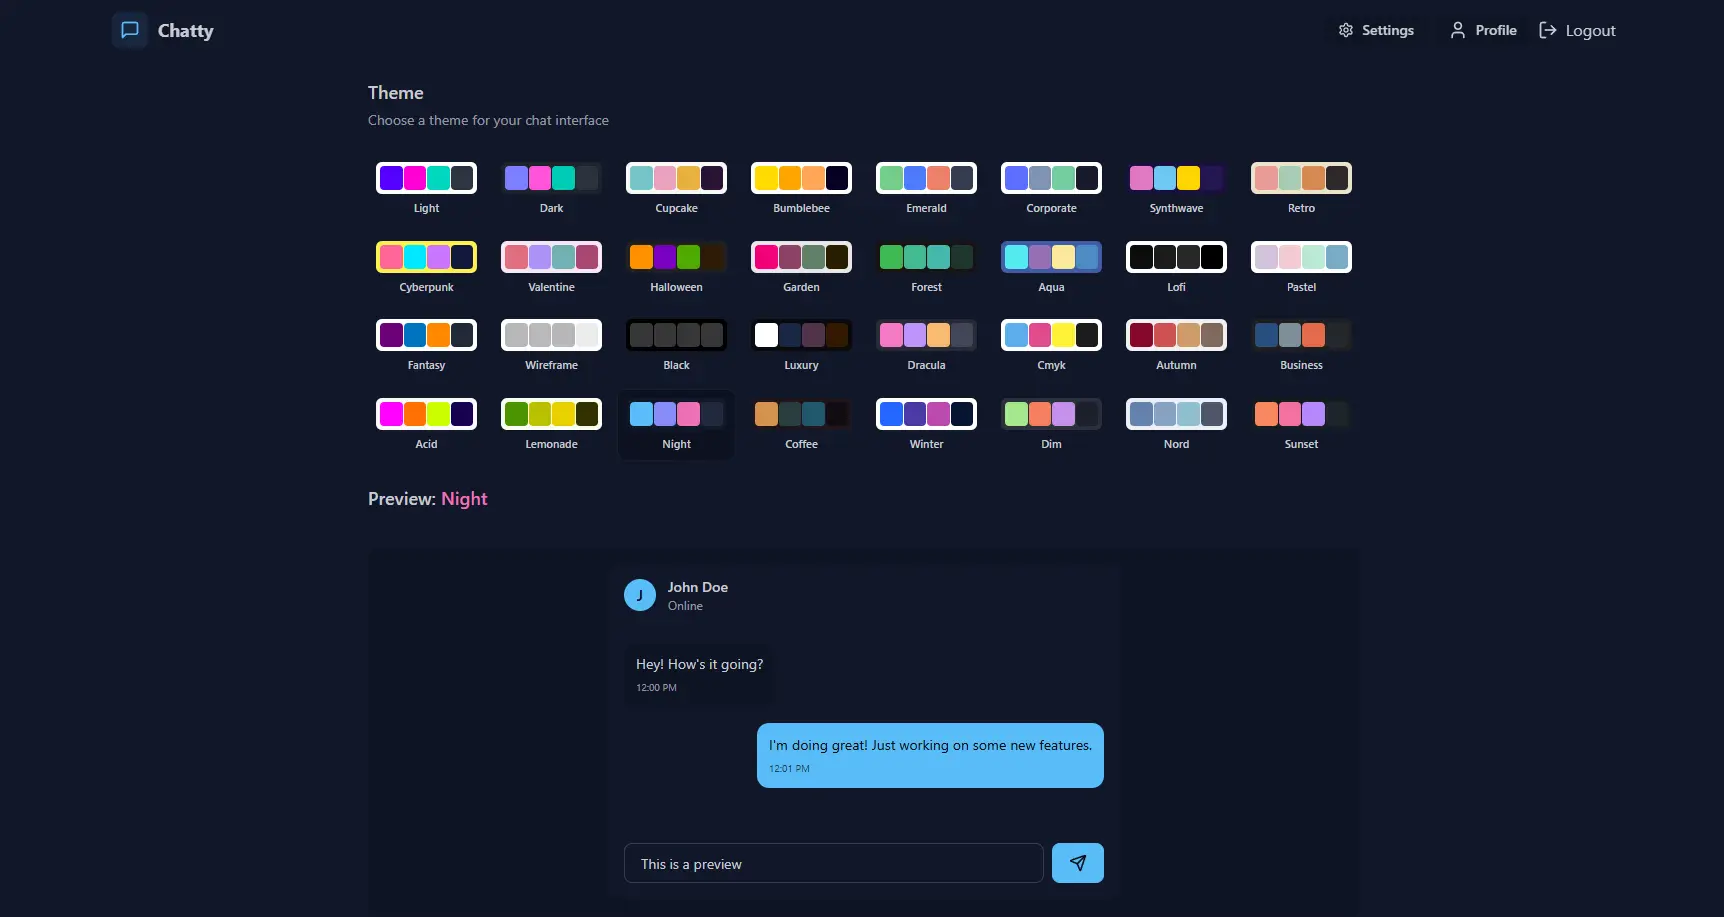 Chatty
Settings Profile Logout
Theme
Choose a theme for your chat interface
Light Dark Cupcake Bumblebee Emerald Corporate Synthwave Retro
Cyberpunk Valentine Halloween Garden Forest Aqua Lofi Pastel
Fantasy Wireframe Black Luxury Dracula Cmyk Autumn Business
Acid Lemonade Night Coffee Winter Dim Nord Sunset
Preview: Night
J
John Doe
Online
Hey! How's it going?
12:00 PM
I'm doing great! Just working on some new features.
12:01 PM
This is a preview